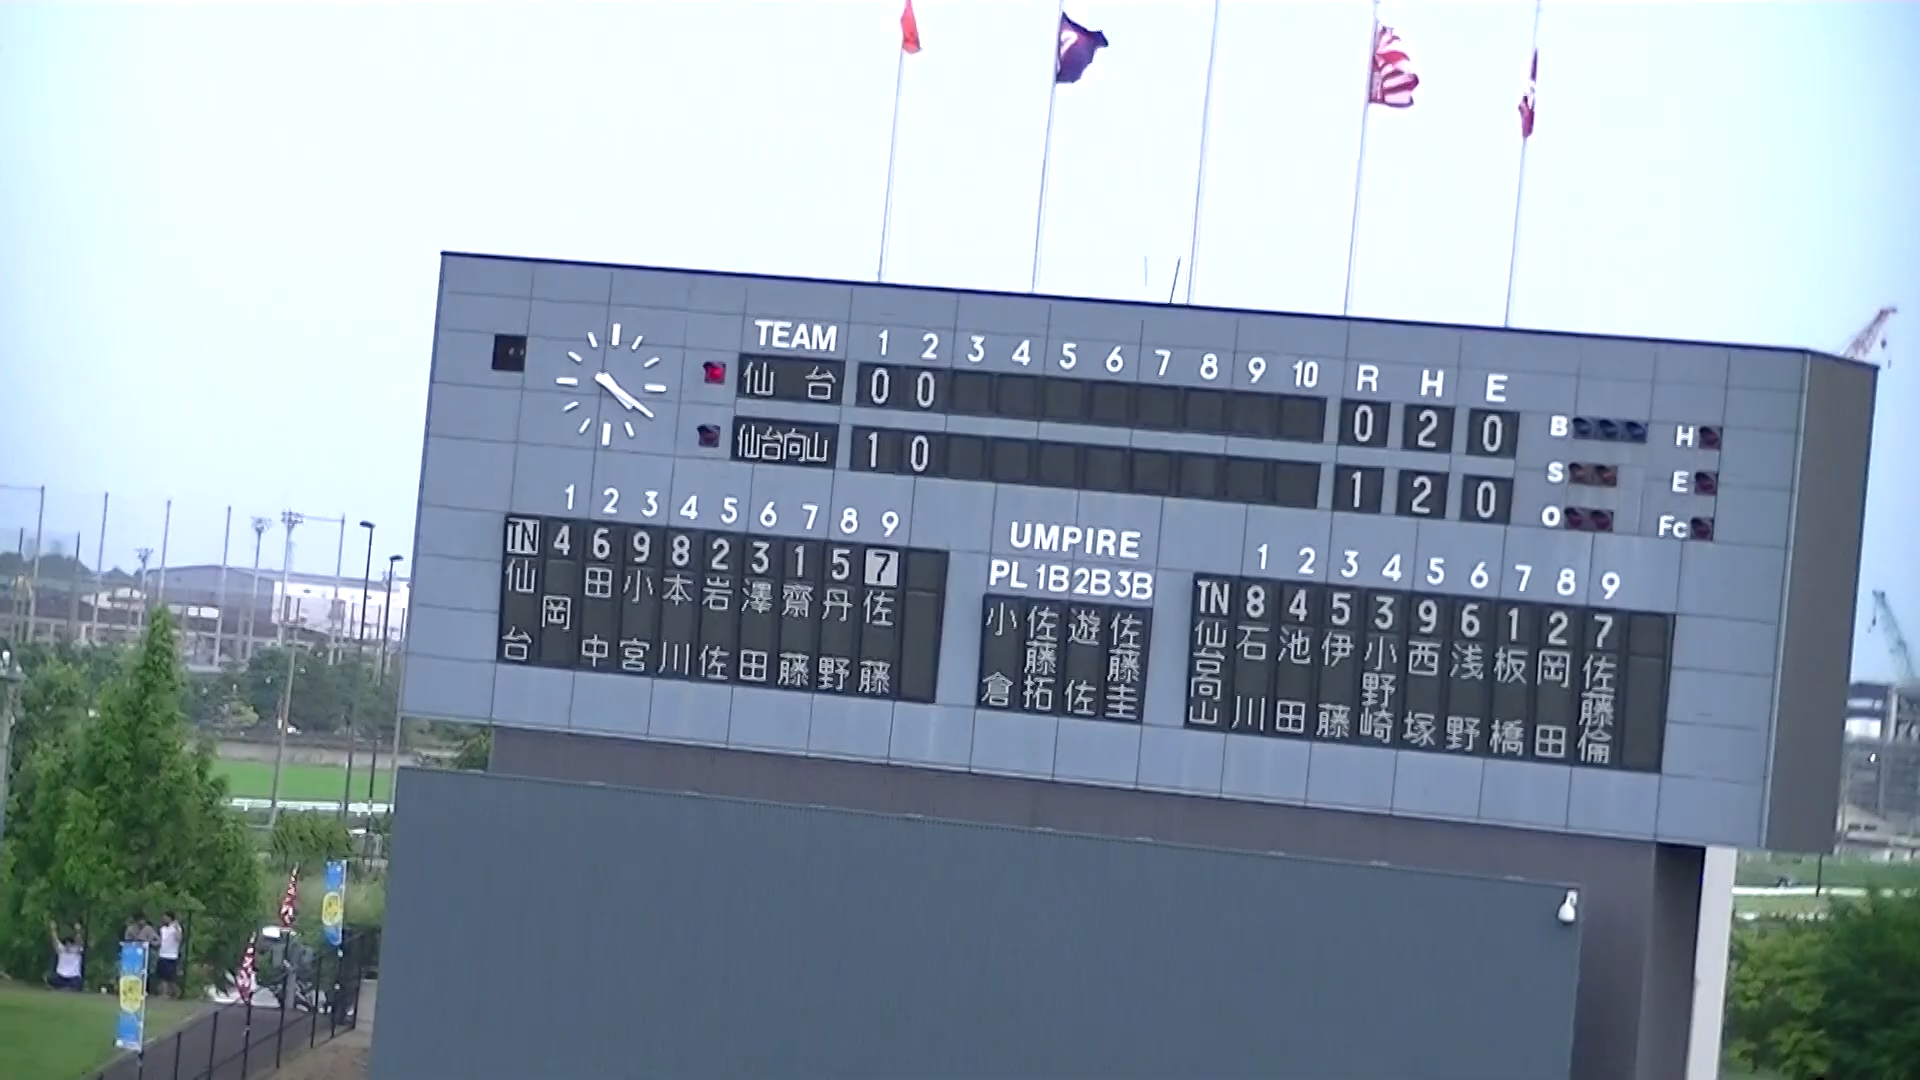 TEAM 1 2 3 4 5 6 7 8 9 10 R H E
仙台 0 0 0 2 0
仙台向山 1 0 1 2 0
B H
S E
O Fc
1 2 3 4 5 6 7 8 9
TN 4 6 9 8 2 3 1 5 7
仙台 岡 田中 小宮 本川 岩佐 澤田 齋藤 丹野 佐藤
UMPIRE
PL 1B 2B 3B
小倉 佐藤拓 遊佐 佐藤圭
1 2 3 4 5 6 7 8 9
TN 8 4 5 3 9 6 1 2 7
仙台向山 石川 池田 伊藤 小野崎 西塚 浅野 板橋 岡田 佐藤倫